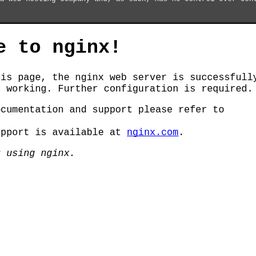 e to nginx!
is page, the nginx web server is successfully
working. Further configuration is required.
cumentation and support please refer to
pport is available at nginx.com.
using nginx.